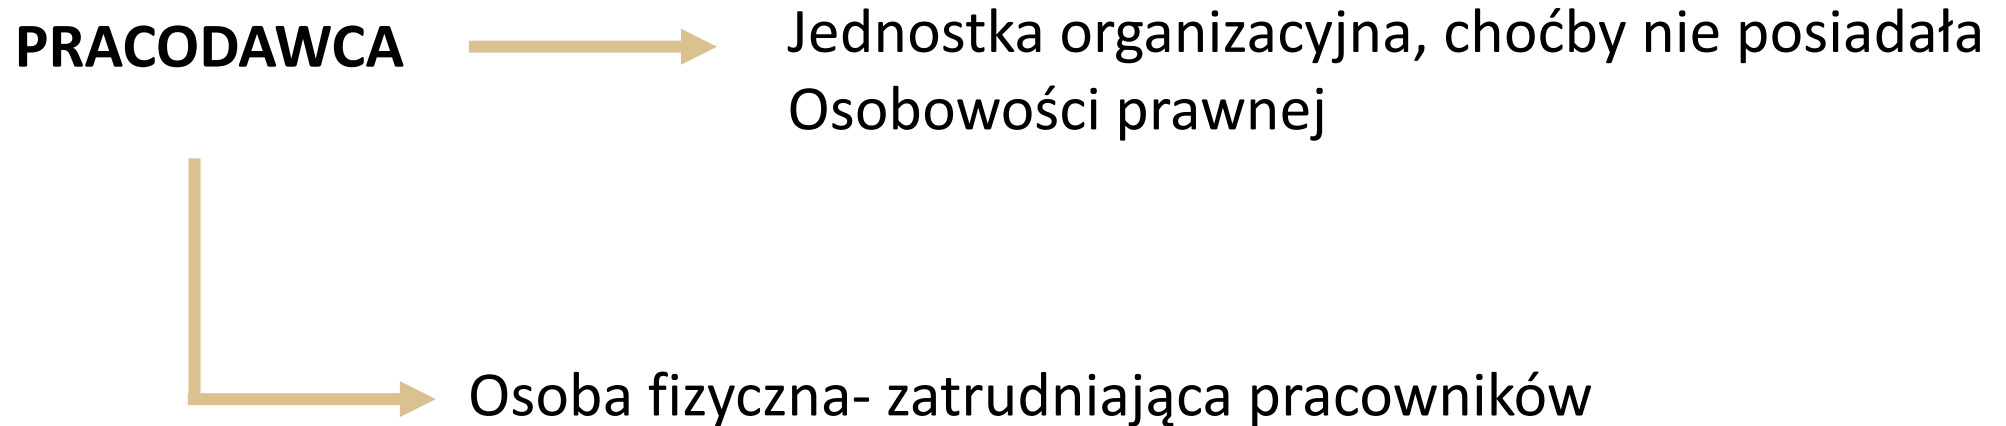 PRACODAWCA
Jednostka organizacyjna, choćby nie posiadała
Osobowości prawnej
Osoba fizyczna- zatrudniająca pracowników